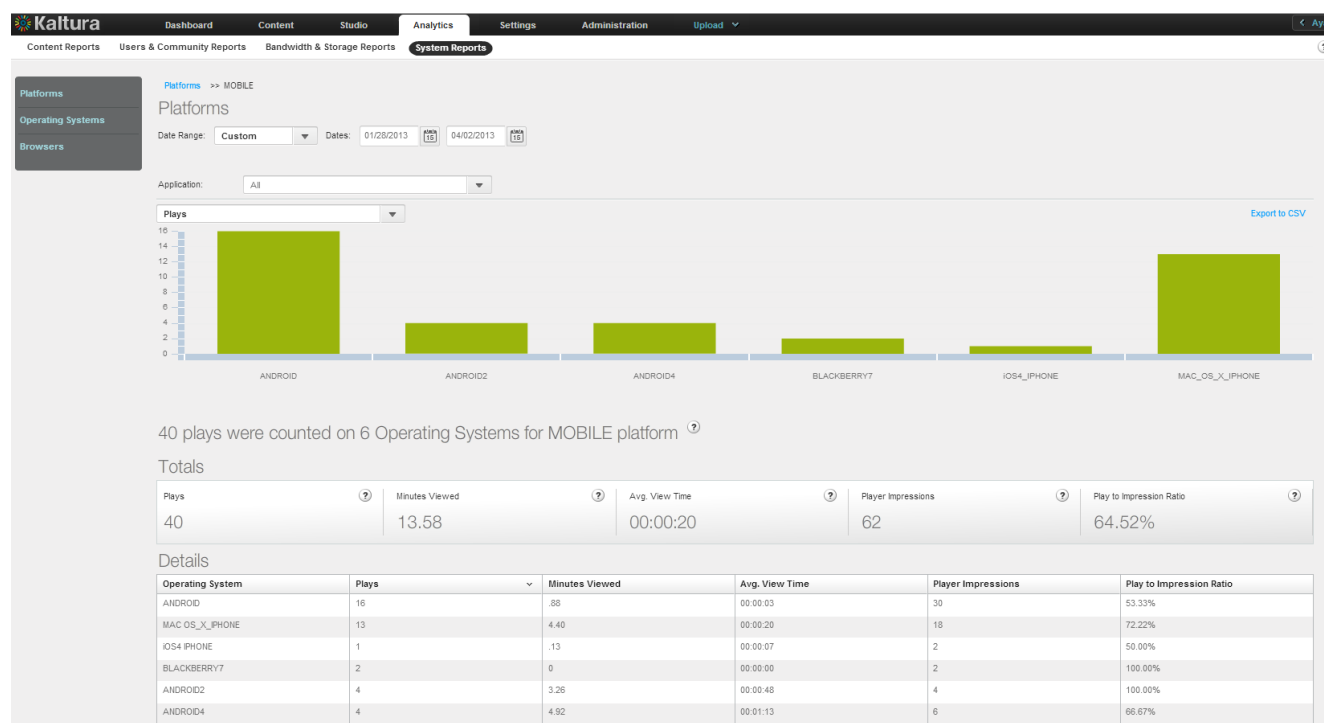 Kaltura Dashboard Content Studio Analytics Settings Administration Upload
Content Reports Users & Community Reports Bandwidth & Storage Reports System Reports ?
Platforms
Operating Systems
Browsers
Platforms >> MOBILE
Platforms
Date Range: Custom Dates: 01/28/2013 15 04/02/2013 15
Application: All
Plays Export to CSV
16
14
12
10
8
6
4
2
0
ANDROID ANDROID2 ANDROID4 BLACKBERRY7 iOS4_IPHONE MAC_OS_X_IPHONE
40 plays were counted on 6 Operating Systems for MOBILE platform ?
Totals
Plays ? Minutes Viewed ? Avg. View Time ? Player Impressions ? Play to Impression Ratio ?
40 13.58 00:00:20 62 64.52%
Details
Operating System Plays Minutes Viewed Avg. View Time Player Impressions Play to Impression Ratio
ANDROID 16 .88 00:00:03 30 53.33%
MAC OS_X_IPHONE 13 4.40 00:00:20 18 72.22%
iOS4 IPHONE 1 .13 00:00:07 2 50.00%
BLACKBERRY7 2 0 00:00:00 2 100.00%
ANDROID2 4 3.26 00:00:48 4 100.00%
ANDROID4 4 4.92 00:01:13 6 66.67%